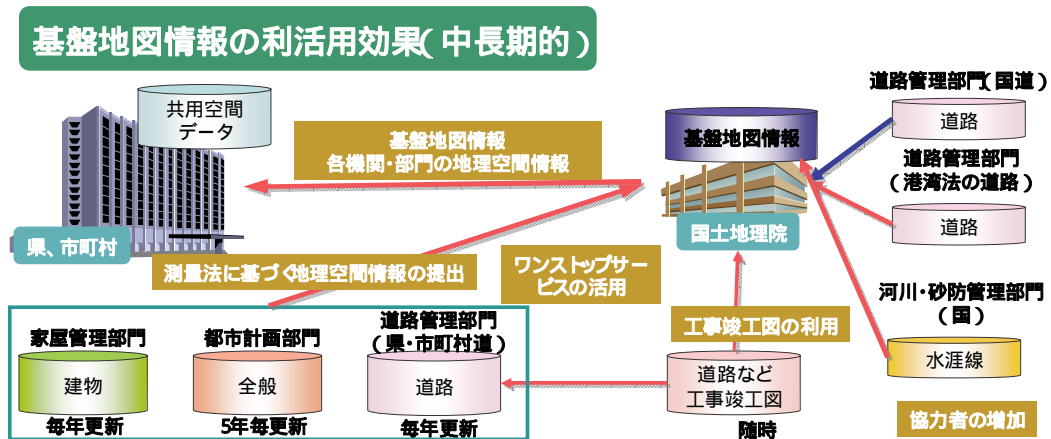 基盤地図情報の利活用効果(中長期的)
共用空間
データ
県、市町村
基盤地図情報
各機関・部門の地理空間情報
基盤地図情報
国土地理院
道路管理部門(国道)
道路
道路管理部門
(港湾法の道路)
道路
測量法に基づく地理空間情報の提出
ワンストップサー
ビスの活用
河川・砂防管理部門
(国)
水涯線
工事竣工図の利用
家屋管理部門
建物
毎年更新
都市計画部門
全般
5年毎更新
道路管理部門
(県・市町村道)
道路
毎年更新
道路など
工事竣工図
随時
協力者の増加